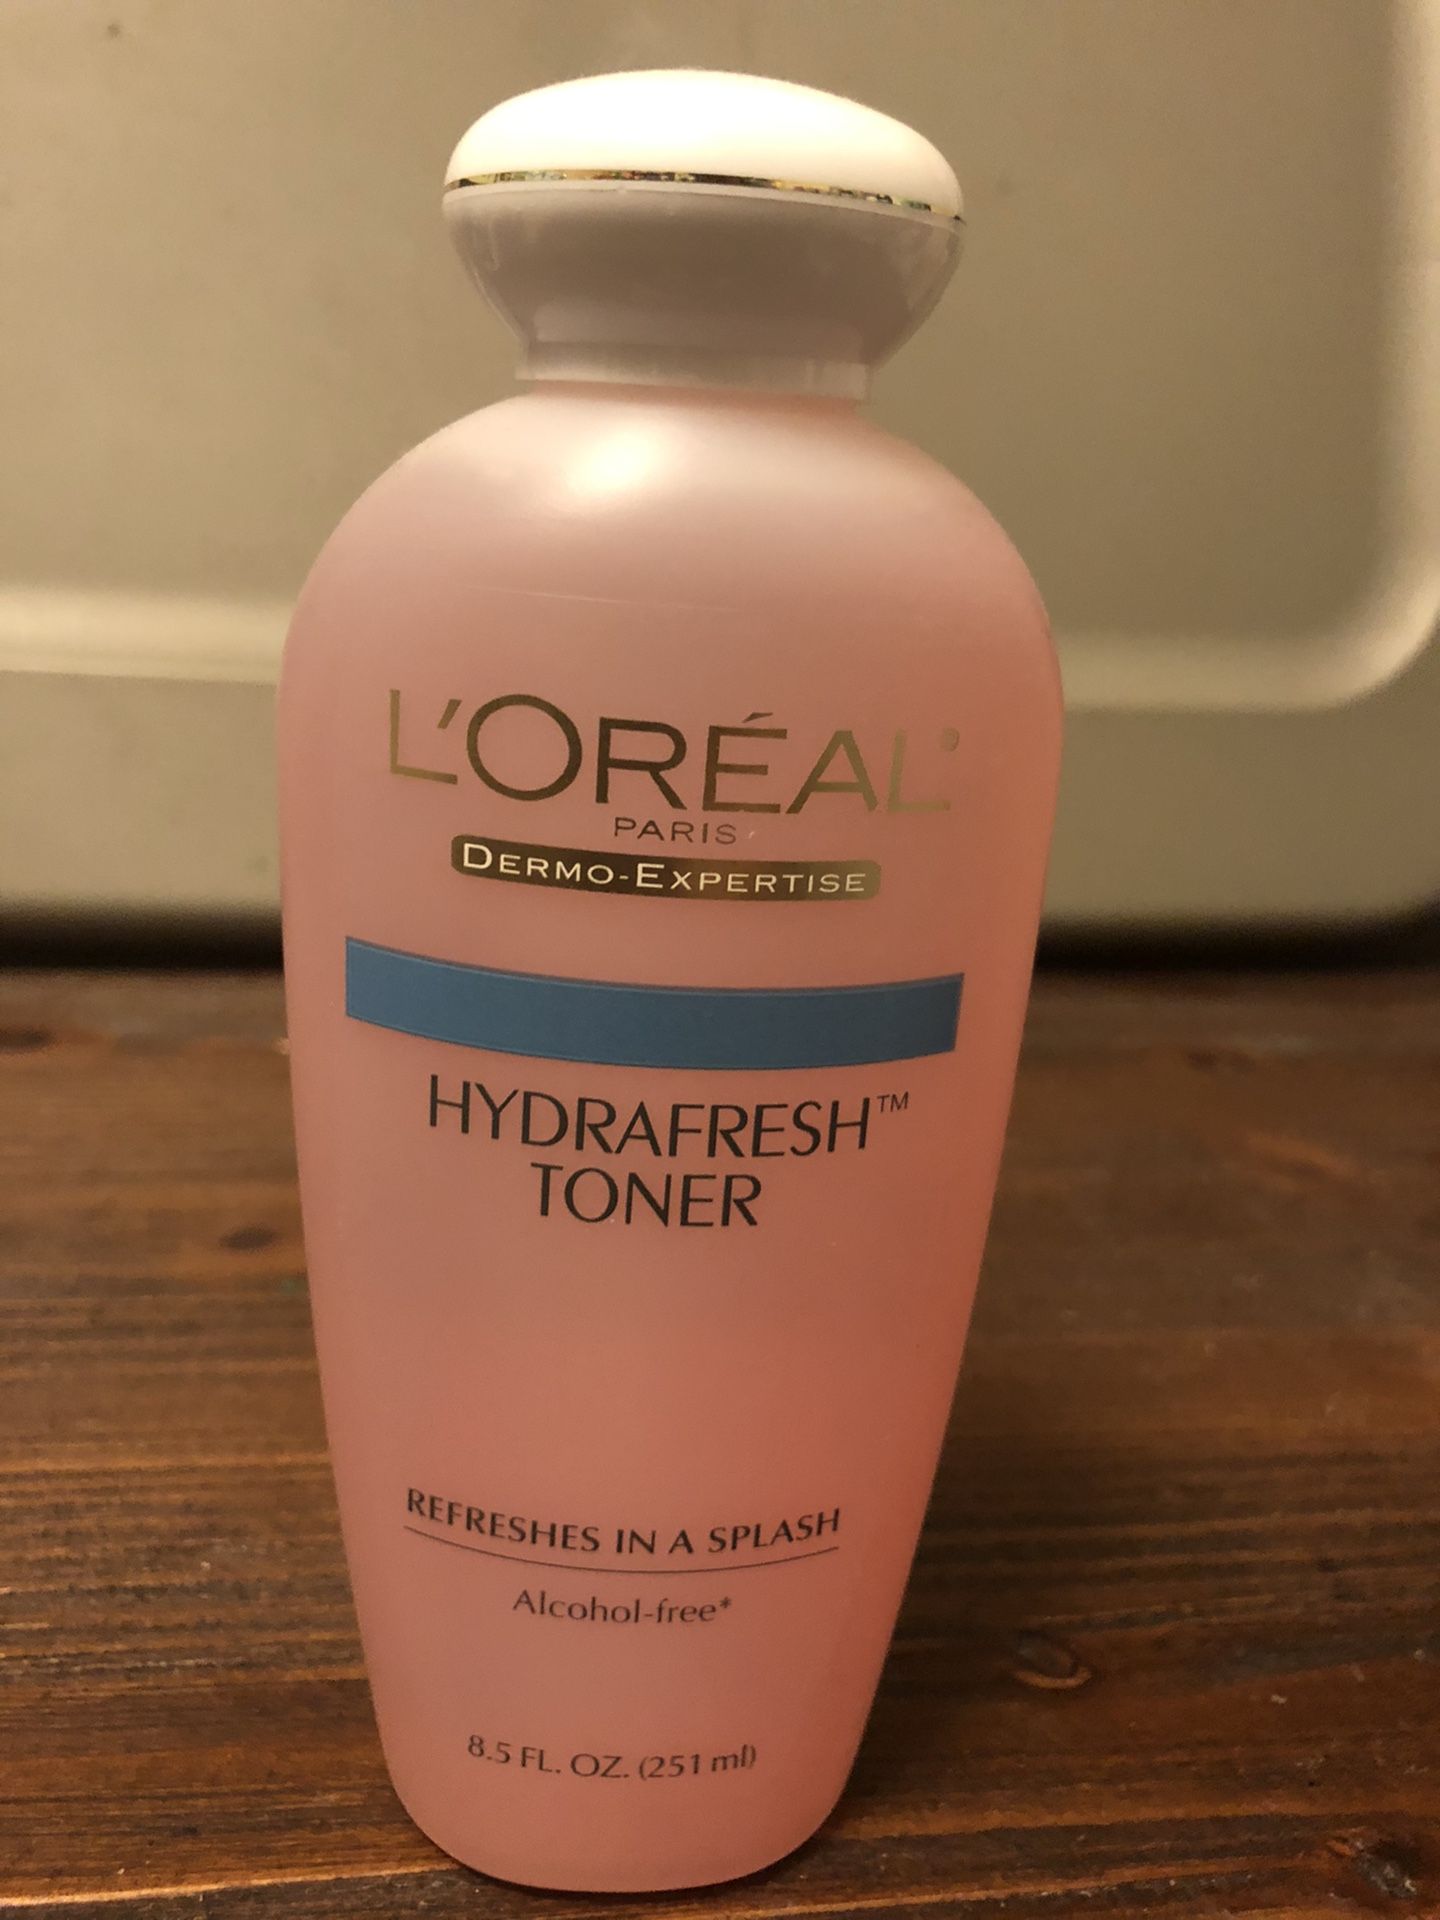 L'ORÉAL®
PARIS
DERMO-EXPERTISE
HYDRAFRESH™
TONER
REFRESHES IN A SPLASH
Alcohol-free*
8.5 FL. OZ. (251 ml)